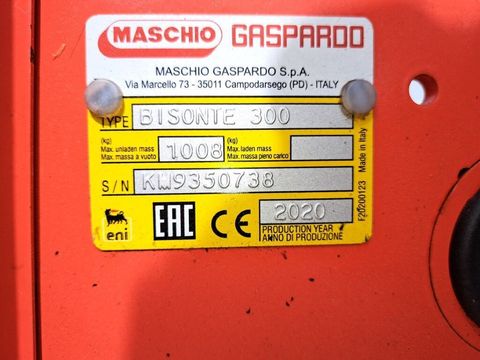 MASCHIO GASPARDO
MASCHIO GASPARDO S.p.A.
Via Marcello 73 - 35011 Campodarsego (PD) - ITALY
TYPE BISONTE 300
(kg) Max. unladen mass Max. massa a vuoto 1008 (kg) Max. laden mass Max. massa pieno carico
S/N KW9350738
eni EAC CE 2020
PRODUCTION YEAR
ANNO DI PRODUZIONE
F20200123 Made in Italy